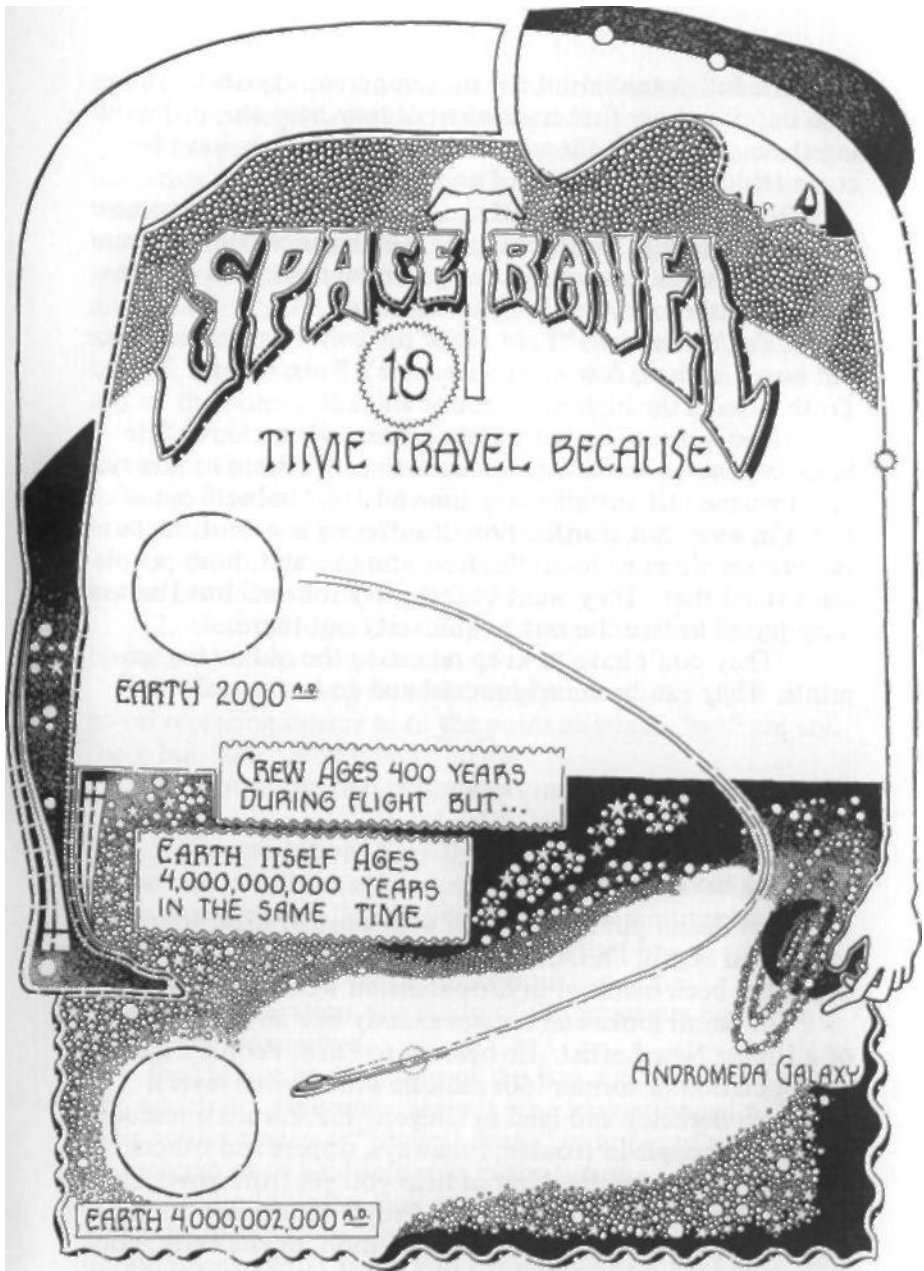 SPACE TRAVEL
IS
TIME TRAVEL BECAUSE
EARTH 2000 A.D.
CREW AGES 400 YEARS
DURING FLIGHT BUT...
EARTH ITSELF AGES
4,000,000,000 YEARS
IN THE SAME TIME
ANDROMEDA GALAXY
EARTH 4,000,002,000 A.D.